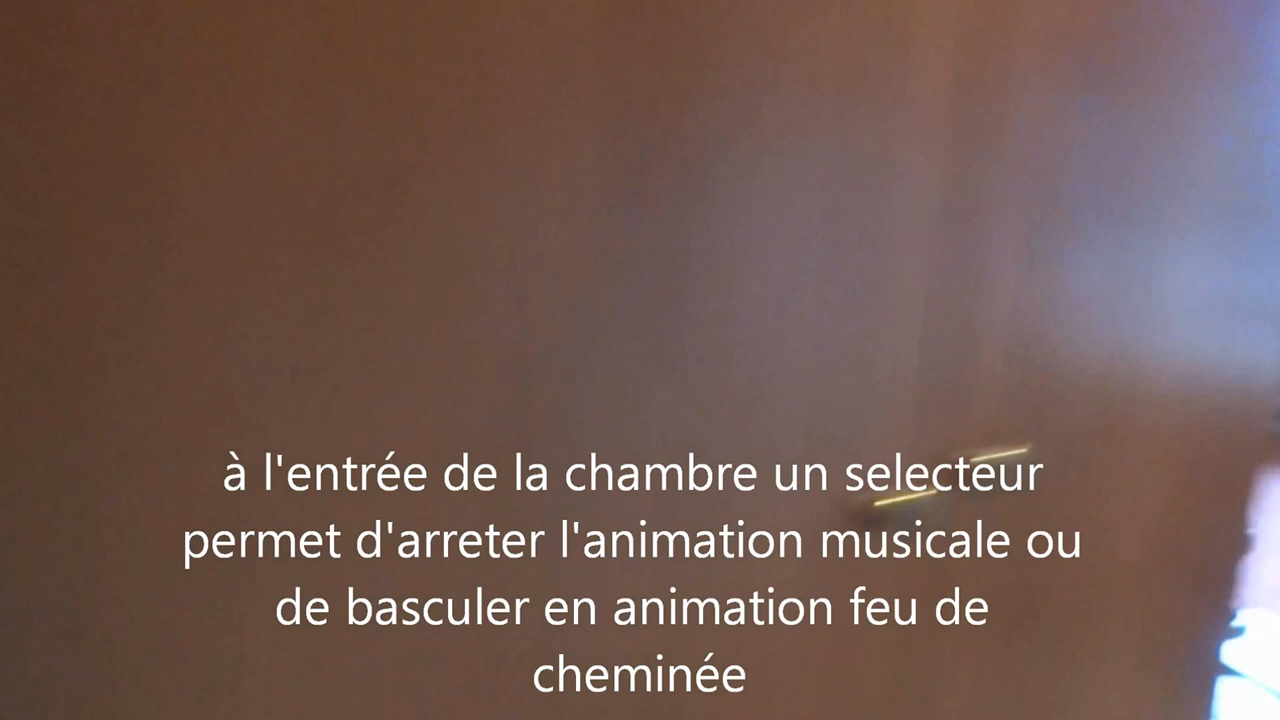 à l'entrée de la chambre un selecteur
permet d'arreter l'animation musicale ou
de basculer en animation feu de
cheminée